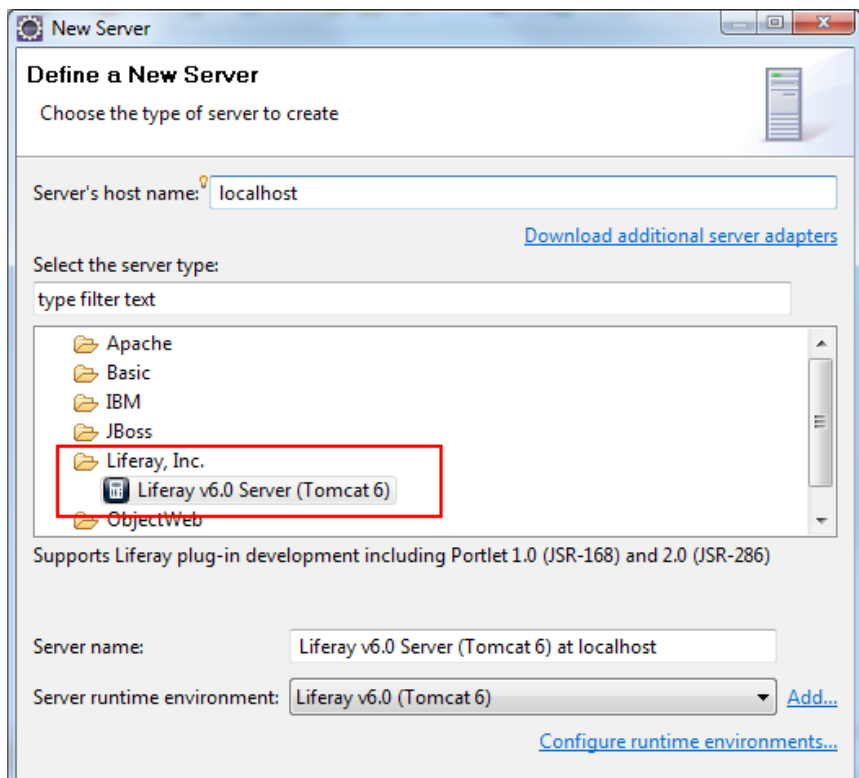 New Server
Define a New Server
Choose the type of server to create
Server's host name: localhost
Download additional server adapters
Select the server type:
type filter text
Apache
Basic
IBM
JBoss
Liferay, Inc.
Liferay v6.0 Server (Tomcat 6)
ObjectWeb
Supports Liferay plug-in development including Portlet 1.0 (JSR-168) and 2.0 (JSR-286)
Server name: Liferay v6.0 Server (Tomcat 6) at localhost
Server runtime environment: Liferay v6.0 (Tomcat 6) Add...
Configure runtime environments...